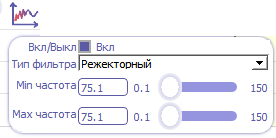 Вкл/Выкл Вкл
Тип фильтра Режекторный
Min частота 75.1 0.1 150
Max частота 75.1 0.1 150